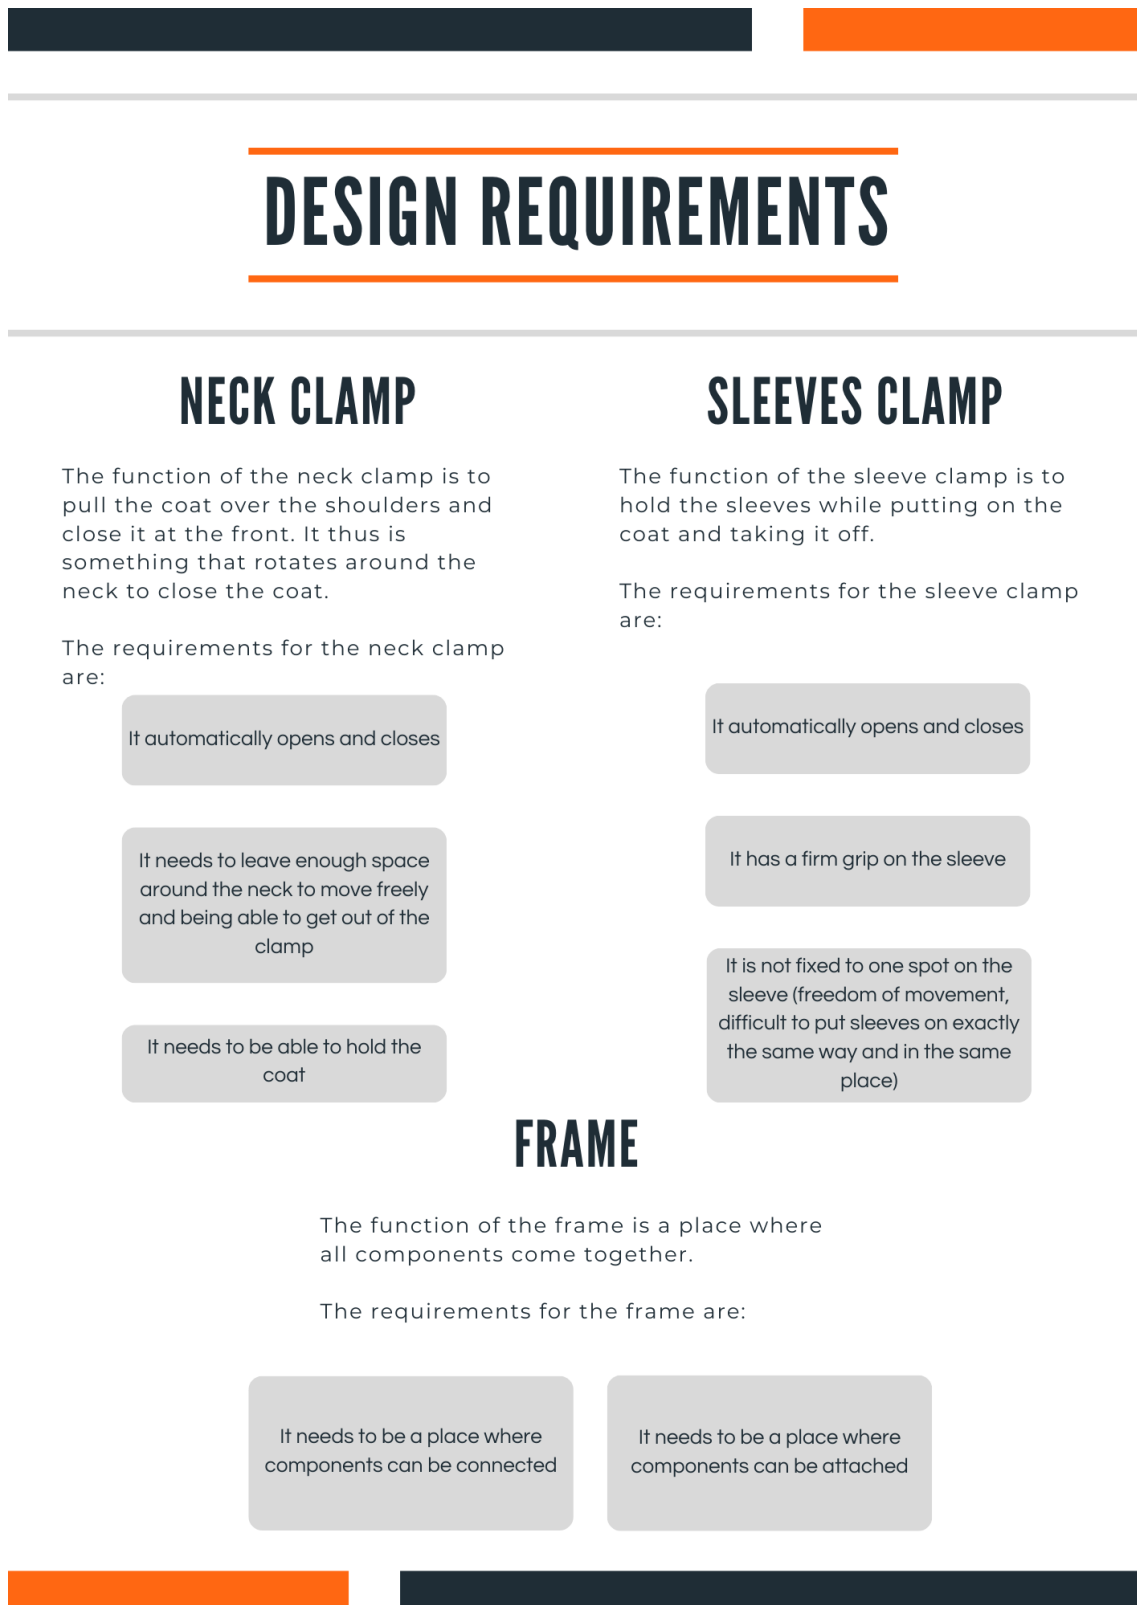 DESIGN REQUIREMENTS
NECK CLAMP
The function of the neck clamp is to
pull the coat over the shoulders and
close it at the front. It thus is
something that rotates around the
neck to close the coat.
The requirements for the neck clamp
are:
It automatically opens and closes
It needs to leave enough space
around the neck to move freely
and being able to get out of the
clamp
It needs to be able to hold the
coat
SLEEVES CLAMP
The function of the sleeve clamp is to
hold the sleeves while putting on the
coat and taking it off.
The requirements for the sleeve clamp
are:
It automatically opens and closes
It has a firm grip on the sleeve
It is not fixed to one spot on the
sleeve (freedom of movement,
difficult to put sleeves on exactly
the same way and in the same
place)
FRAME
The function of the frame is a place where
all components come together.
The requirements for the frame are:
It needs to be a place where
components can be connected
It needs to be a place where
components can be attached